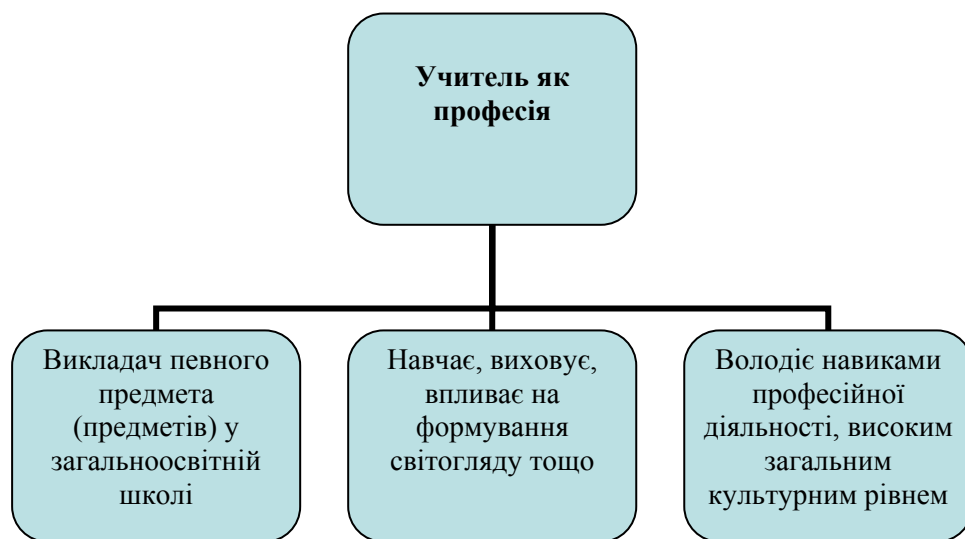 Учитель як
професія
Викладач певного
предмета
(предметів) у
загальноосвітній
школі
Навчає, виховує,
впливає на
формування
світогляду тощо
Володіє навиками
професійної
діяльності, високим
загальним
культурним рівнем